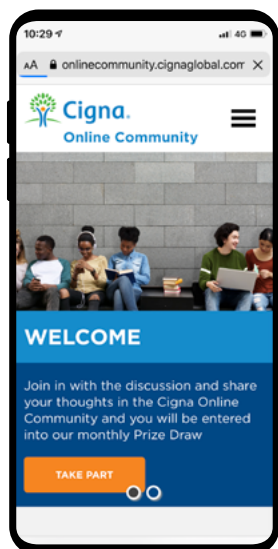 10:29
4G
AA onlinecommunity.cignaglobal.com
Cigna.
Online Community
WELCOME
Join in with the discussion and share
your thoughts in the Cigna Online
Community and you will be entered
into our monthly Prize Draw
TAKE PART